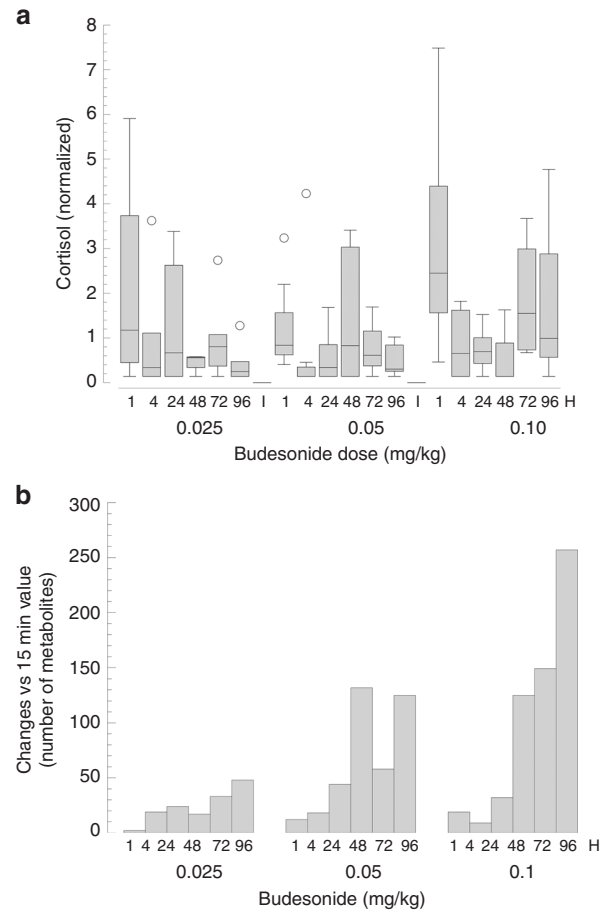 a
Cortisol (normalized)
8
7
6
5
4
3
2
1
0
1 4 24 48 72 96 I 1 4 24 48 72 96 I 1 4 24 48 72 96 H
0.025 0.05 0.10
Budesonide dose (mg/kg)
b
Changes vs 15 min value
(number of metabolites)
300
250
200
150
100
50
0
1 4 24 48 72 96 1 4 24 48 72 96 1 4 24 48 72 96 H
0.025 0.05 0.1
Budesonide (mg/kg)